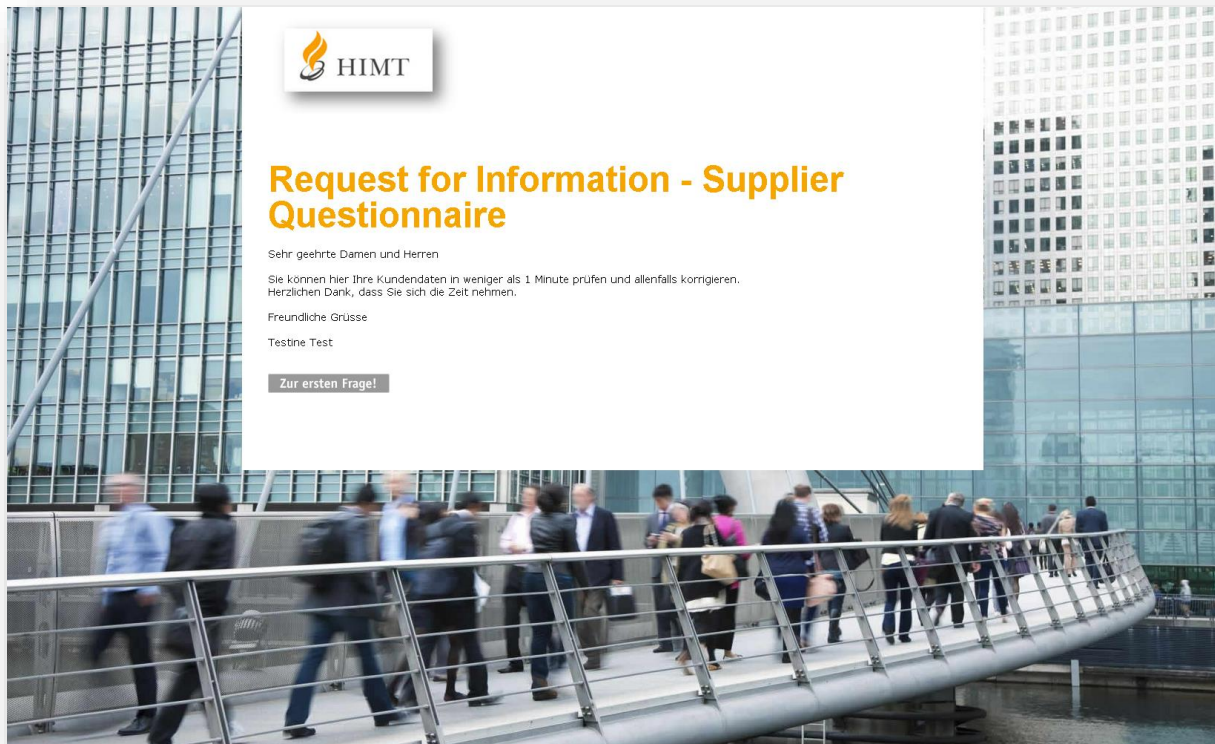 HIMT
Request for Information - Supplier
Questionnaire
Sehr geehrte Damen und Herren
Sie können hier Ihre Kundendaten in weniger als 1 Minute prüfen und allenfalls korrigieren.
Herzlichen Dank, dass Sie sich die Zeit nehmen.
Freundliche Grüsse
Testine Test
Zur ersten Frage!